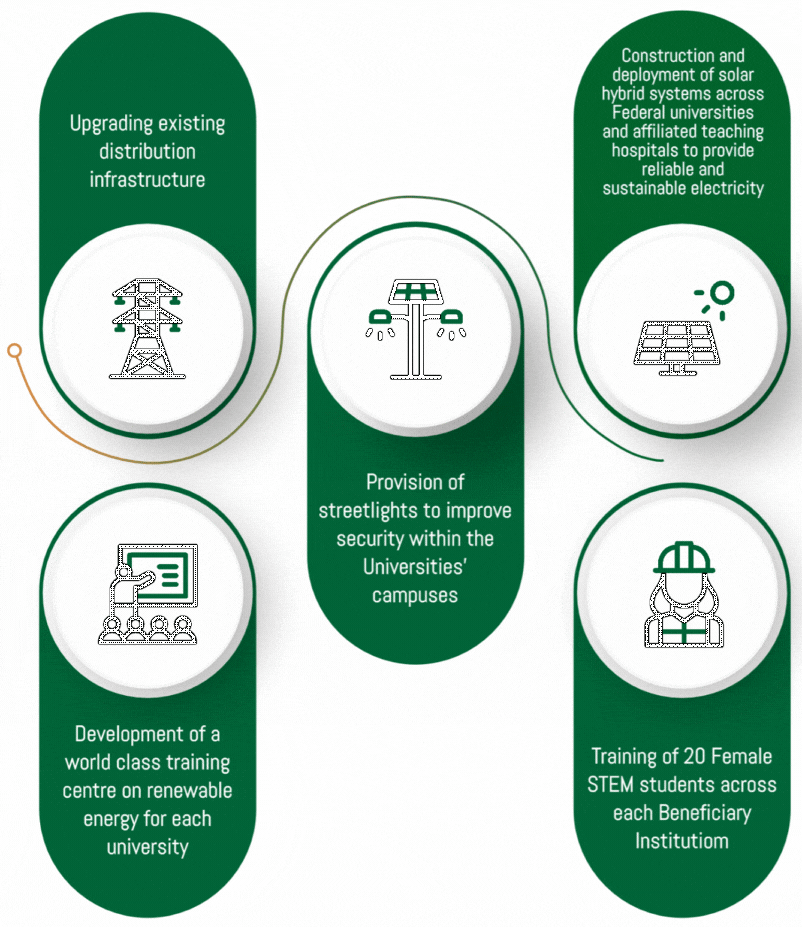 Upgrading existing
distribution
infrastructure
Construction and
deployment of solar
hybrid systems across
Federal universities
and affiliated teaching
hospitals to provide
reliable and
sustainable electricity
Provision of
streetlights to improve
security within the
Universities'
campuses
Development of a
world class training
centre on renewable
energy for each
university
Training of 20 Female
STEM students across
each Beneficiary
Institutiom